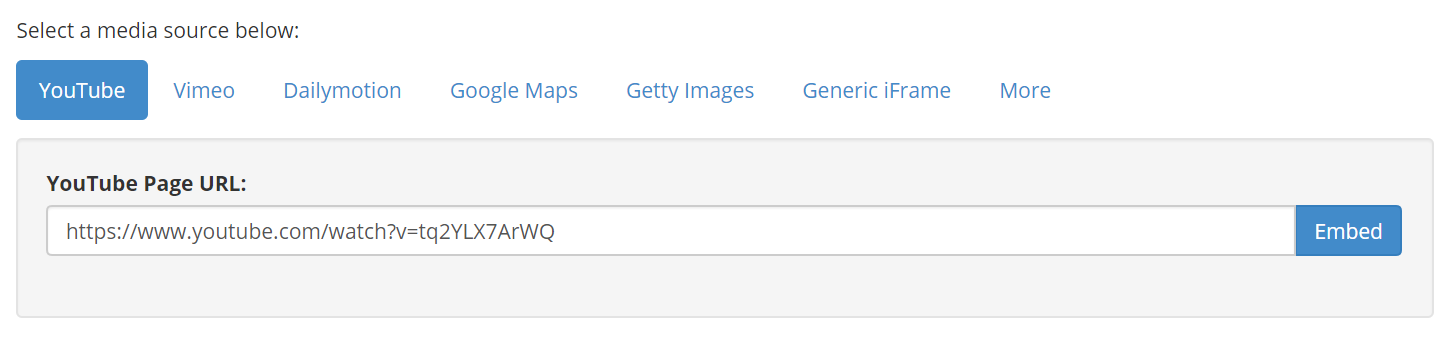 Select a media source below:
YouTube Vimeo Dailymotion Google Maps Getty Images Generic iFrame More
YouTube Page URL:
https://www.youtube.com/watch?v=tq2YLX7ArWQ Embed